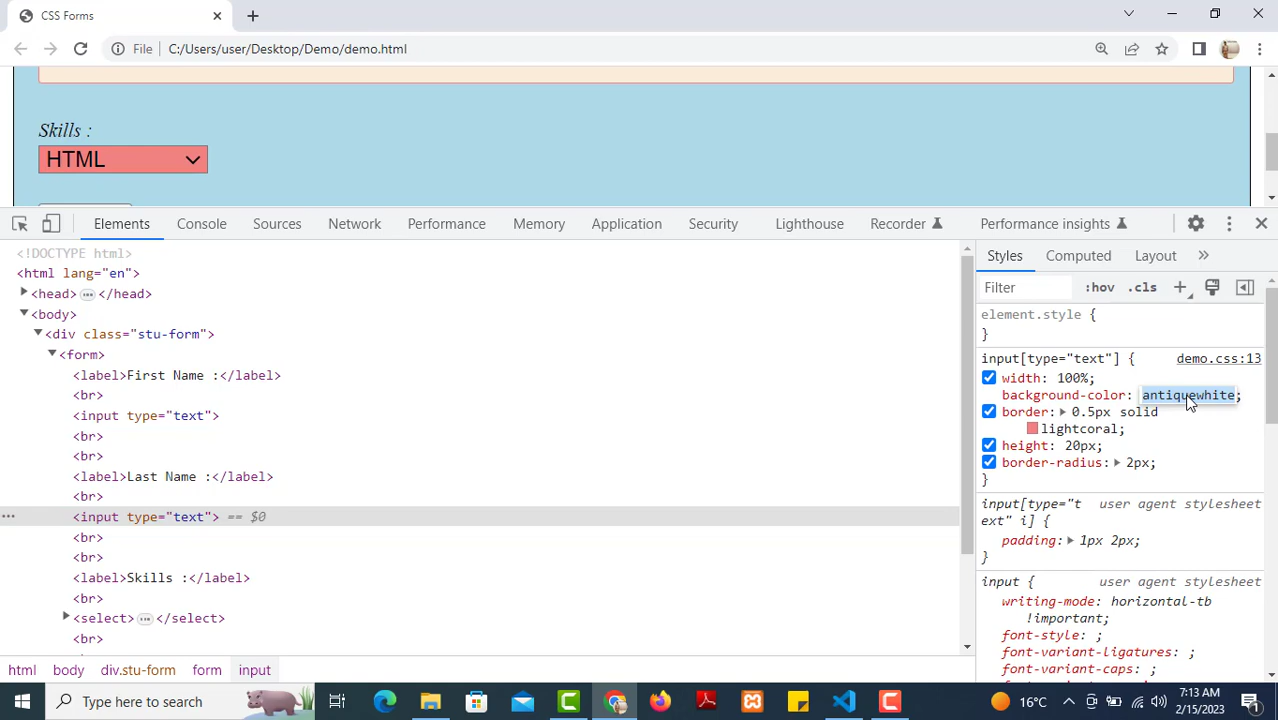 CSS Forms
File C:/Users/user/Desktop/Demo/demo.html
Skills :
HTML
Elements Console Sources Network Performance Memory Application Security Lighthouse Recorder Performance insights
<!DOCTYPE html>
<html lang="en">
<head> … </head>
<body>
<div class="stu-form">
<form>
<label>First Name :</label>
<br>
<input type="text">
<br>
<br>
<label>Last Name :</label>
<br>
<input type="text"> == $0
<br>
<br>
<label>Skills :</label>
<br>
<select> … </select>
<br>
html body div.stu-form form input
Styles Computed Layout
Filter :hov .cls
element.style {
}
input[type="text"] { demo.css:13
width: 100%;
background-color: antiquewhite;
border: 0.5px solid
lightcoral;
height: 20px;
border-radius: 2px;
}
input[type="t user agent stylesheet
ext" i] {
padding: 1px 2px;
}
input { user agent stylesheet
writing-mode: horizontal-tb
!important;
font-style: ;
font-variant-ligatures: ;
font-variant-caps: ;
Type here to search
16°C
7:13 AM
2/15/2023
1